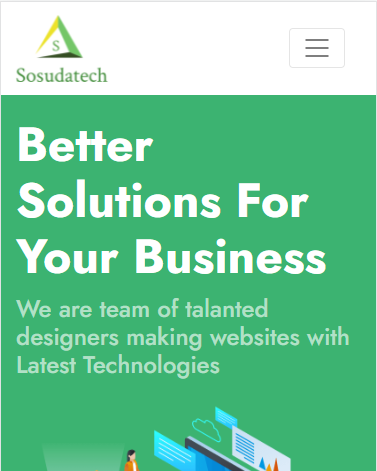 S
Sosudatech
Better
Solutions For
Your Business
We are team of talanted
designers making websites with
Latest Technologies